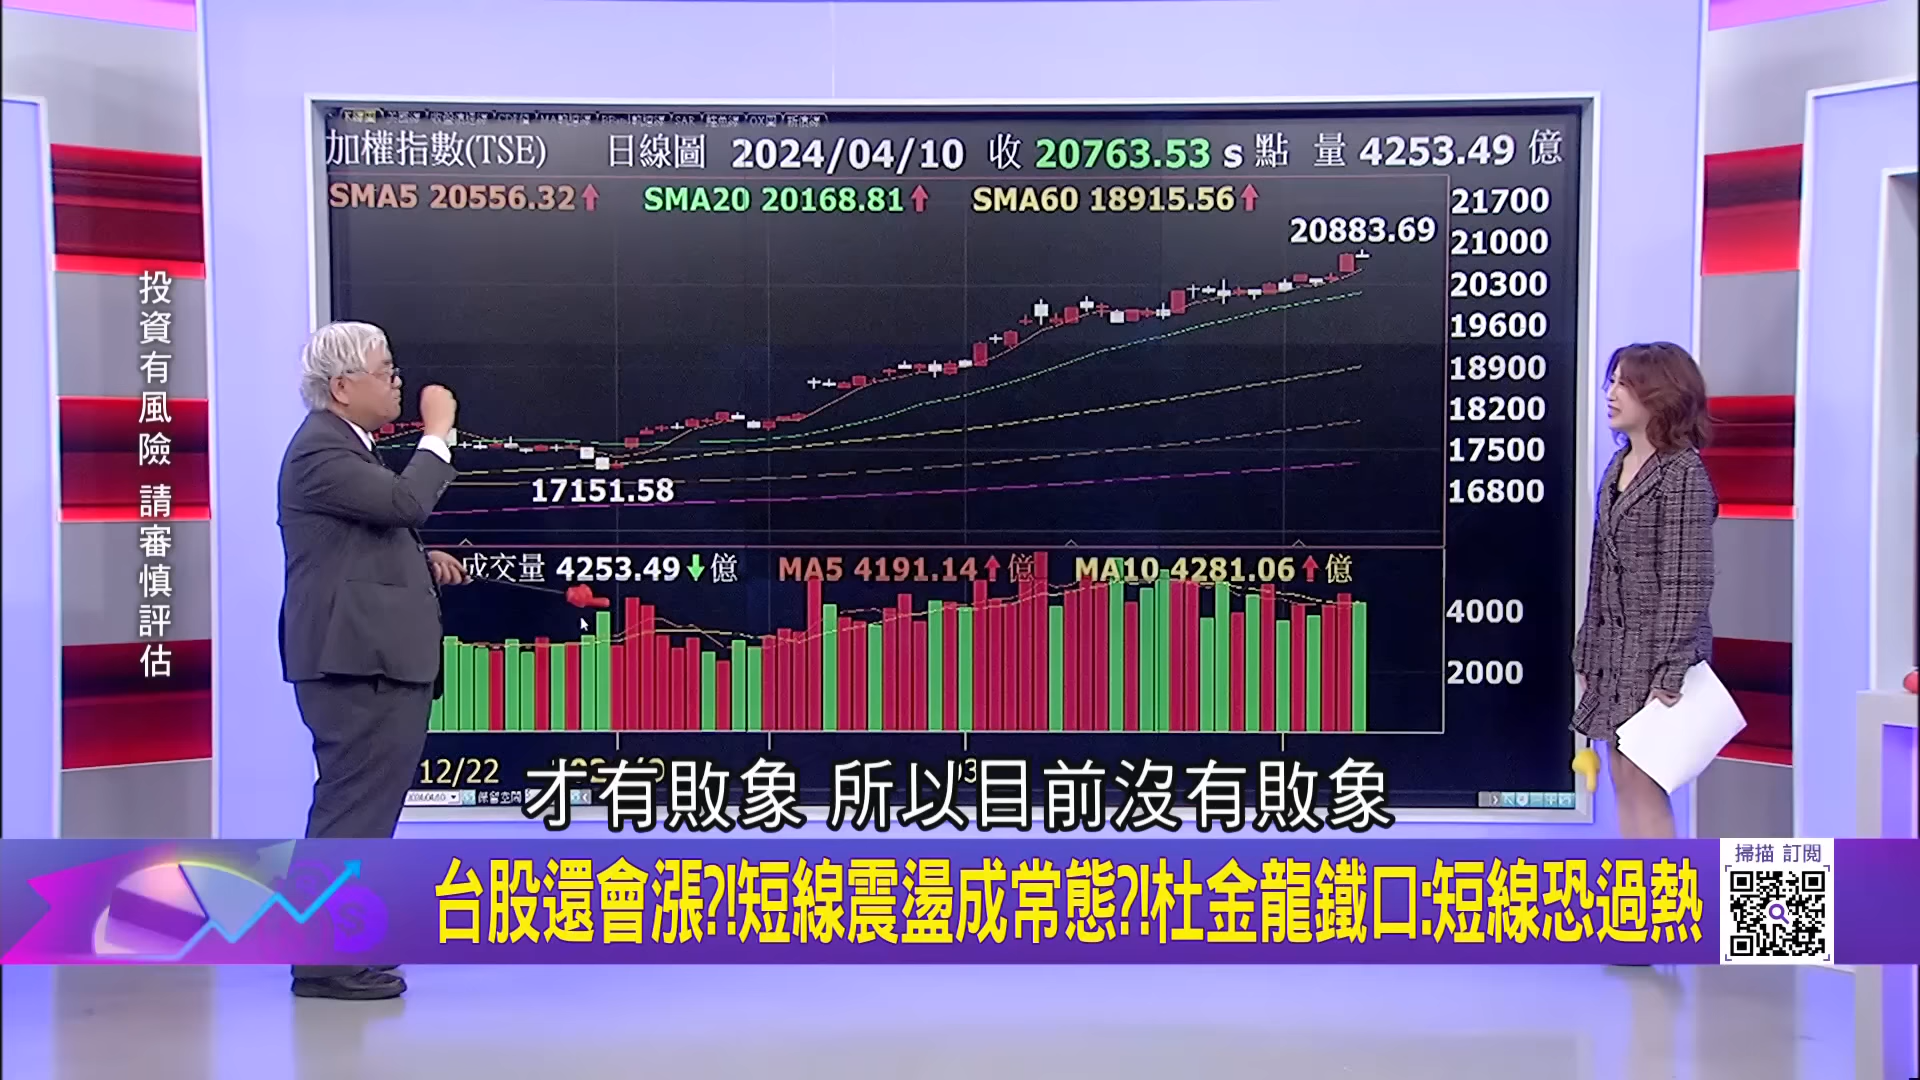 加權指數(TSE) 日線圖 2024/04/10 收 20763.53 s 點 量 4253.49 億
SMA5 20556.32↑ SMA20 20168.81↑ SMA60 18915.56↑
21700
20883.69
21000
20300
19600
18900
18200
17500
16800
17151.58
成交量 4253.49↓億 MA5 4191.14↑億 MA10 4281.06↑億
4000
2000
12/22
保留空間
投資有風險 請審慎評估
才有敗象 所以目前沒有敗象
台股還會漲?!短線震盪成常態?!杜金龍鐵口:短線恐過熱
掃描 訂閱